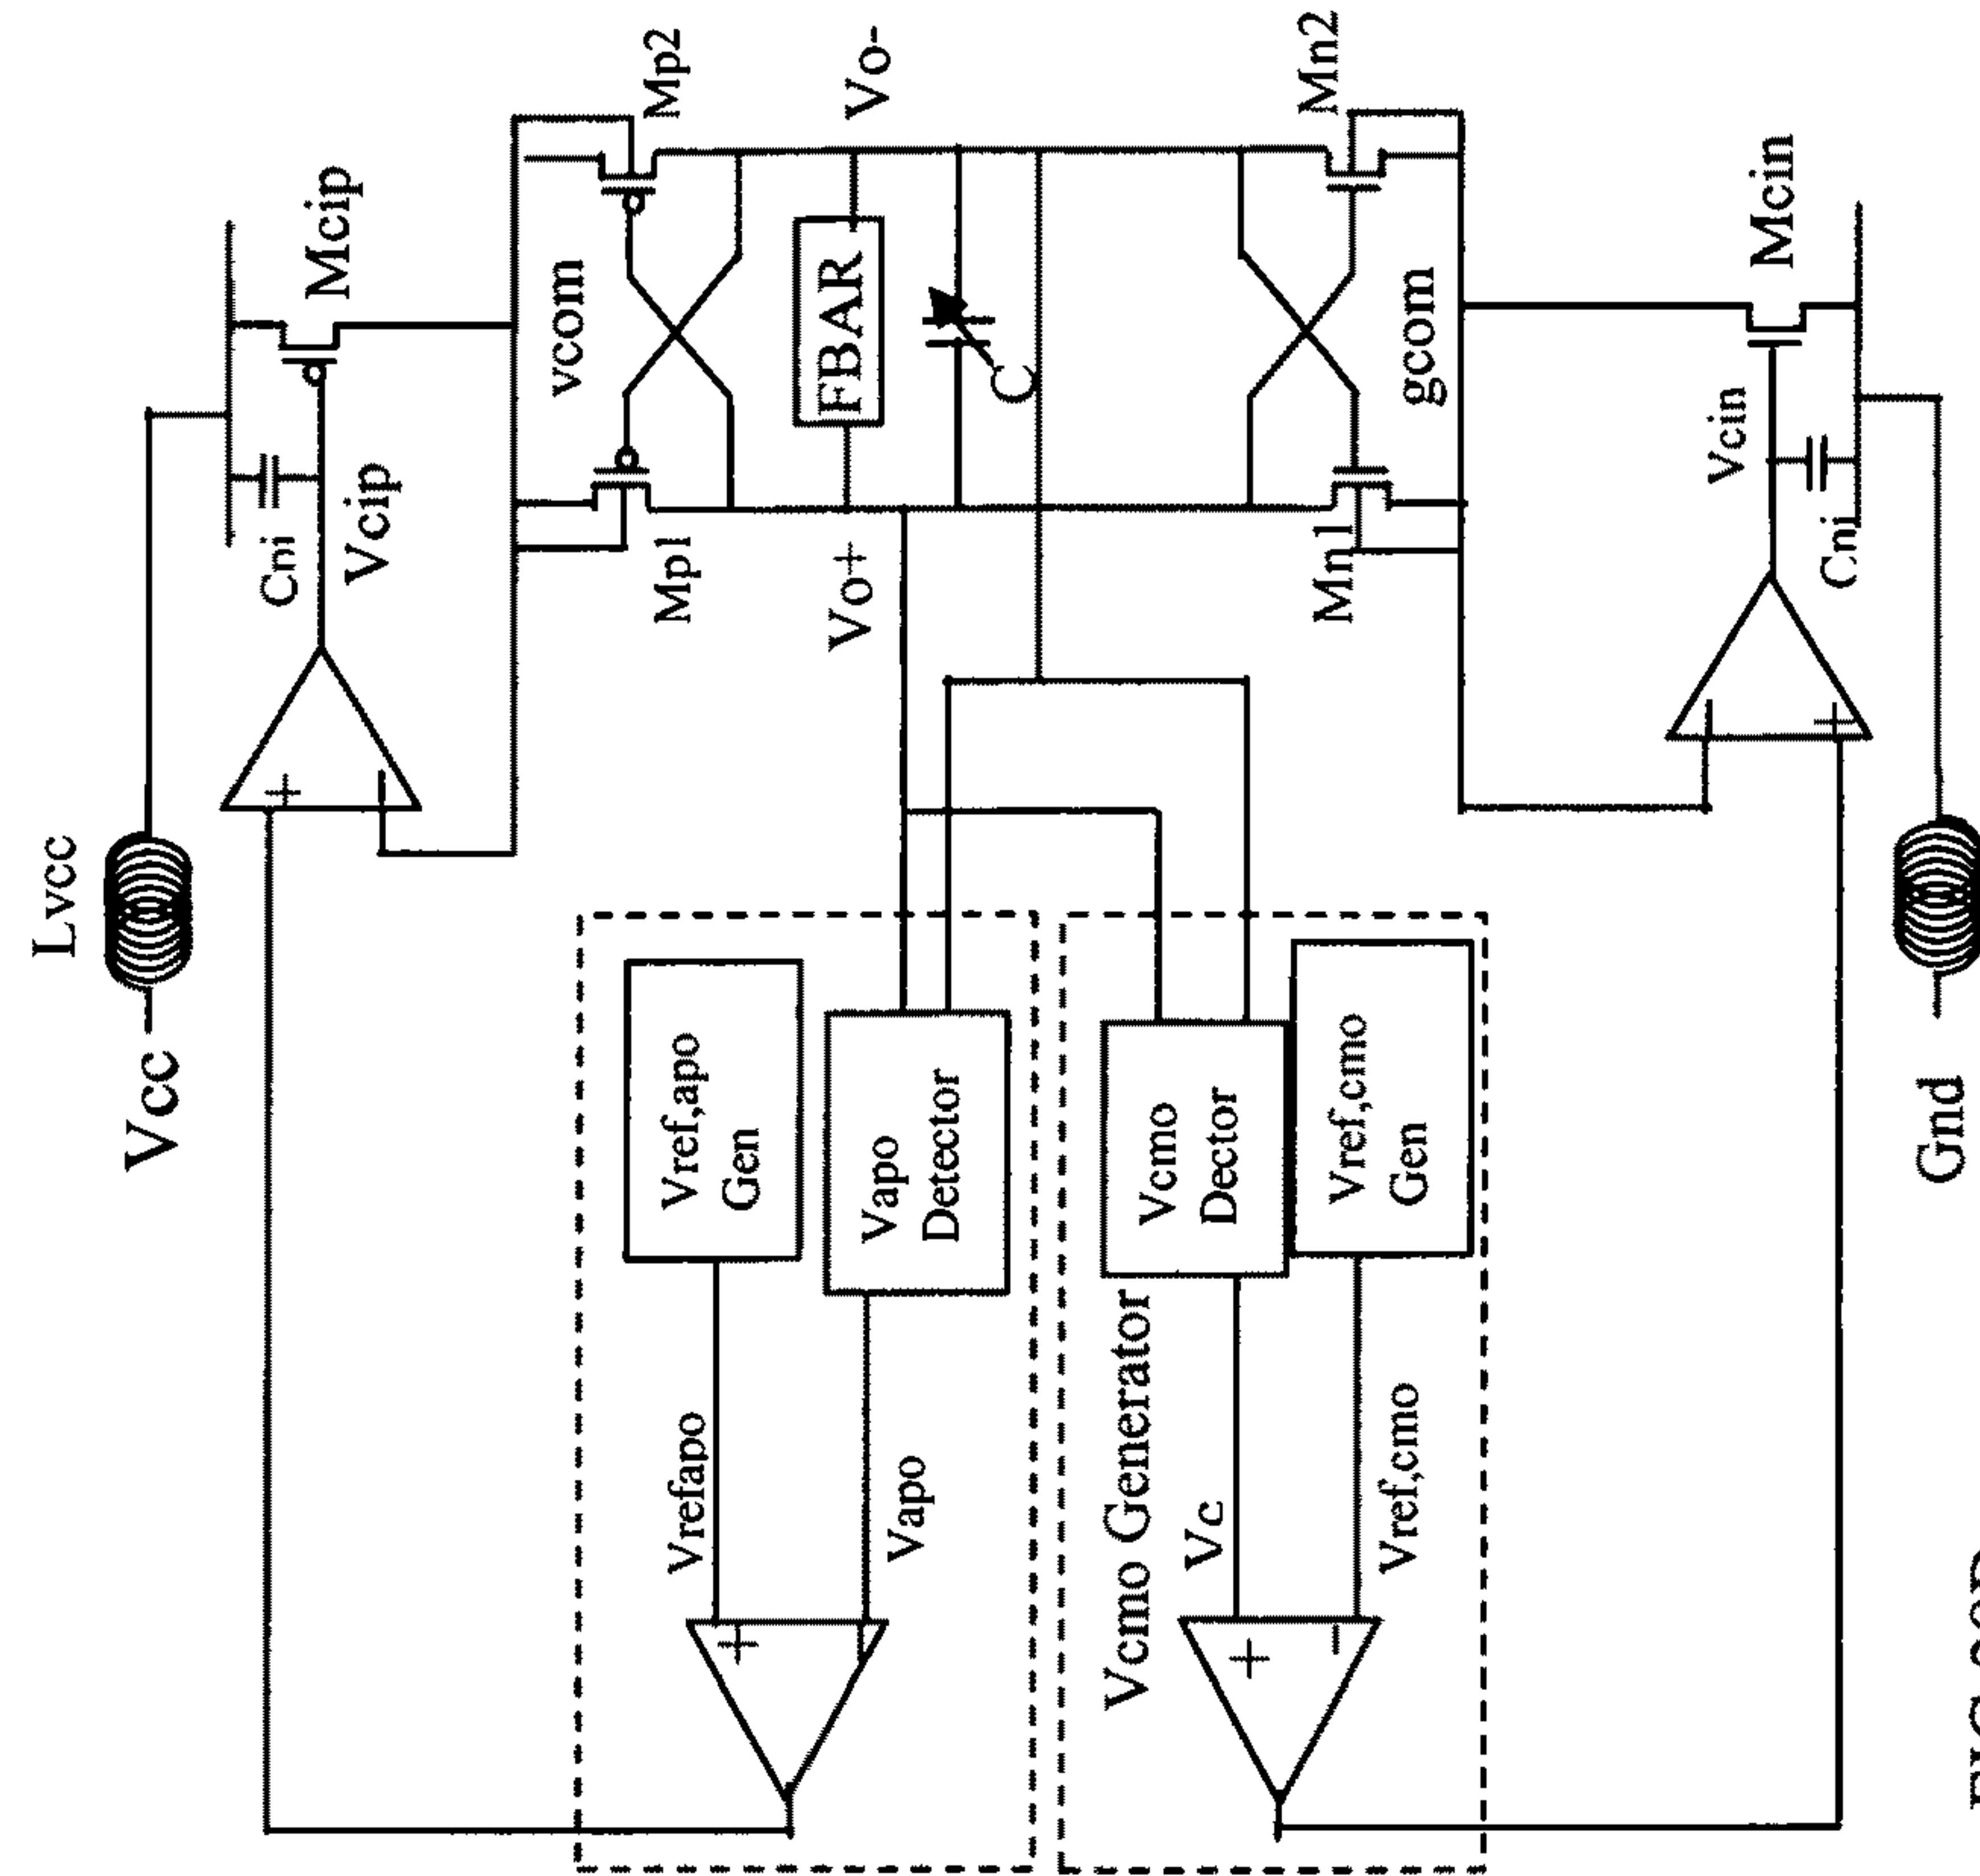 Lvcc
Vcc
Mcip
Cni
Vcip
+
−
vcom
Mp2
Mp1
Vo-
Vo+
FBAR
C
Vref,apo
Gen
Vapo
Detector
Vrefapo
Vapo
+
Vcmo
Dector
Vref,cmo
Gen
Vcmo Generator
Vc
Vref,cmo
+
−
gcom
Mn2
Mn1
Mcin
Vcin
Cni
−
+
Gnd